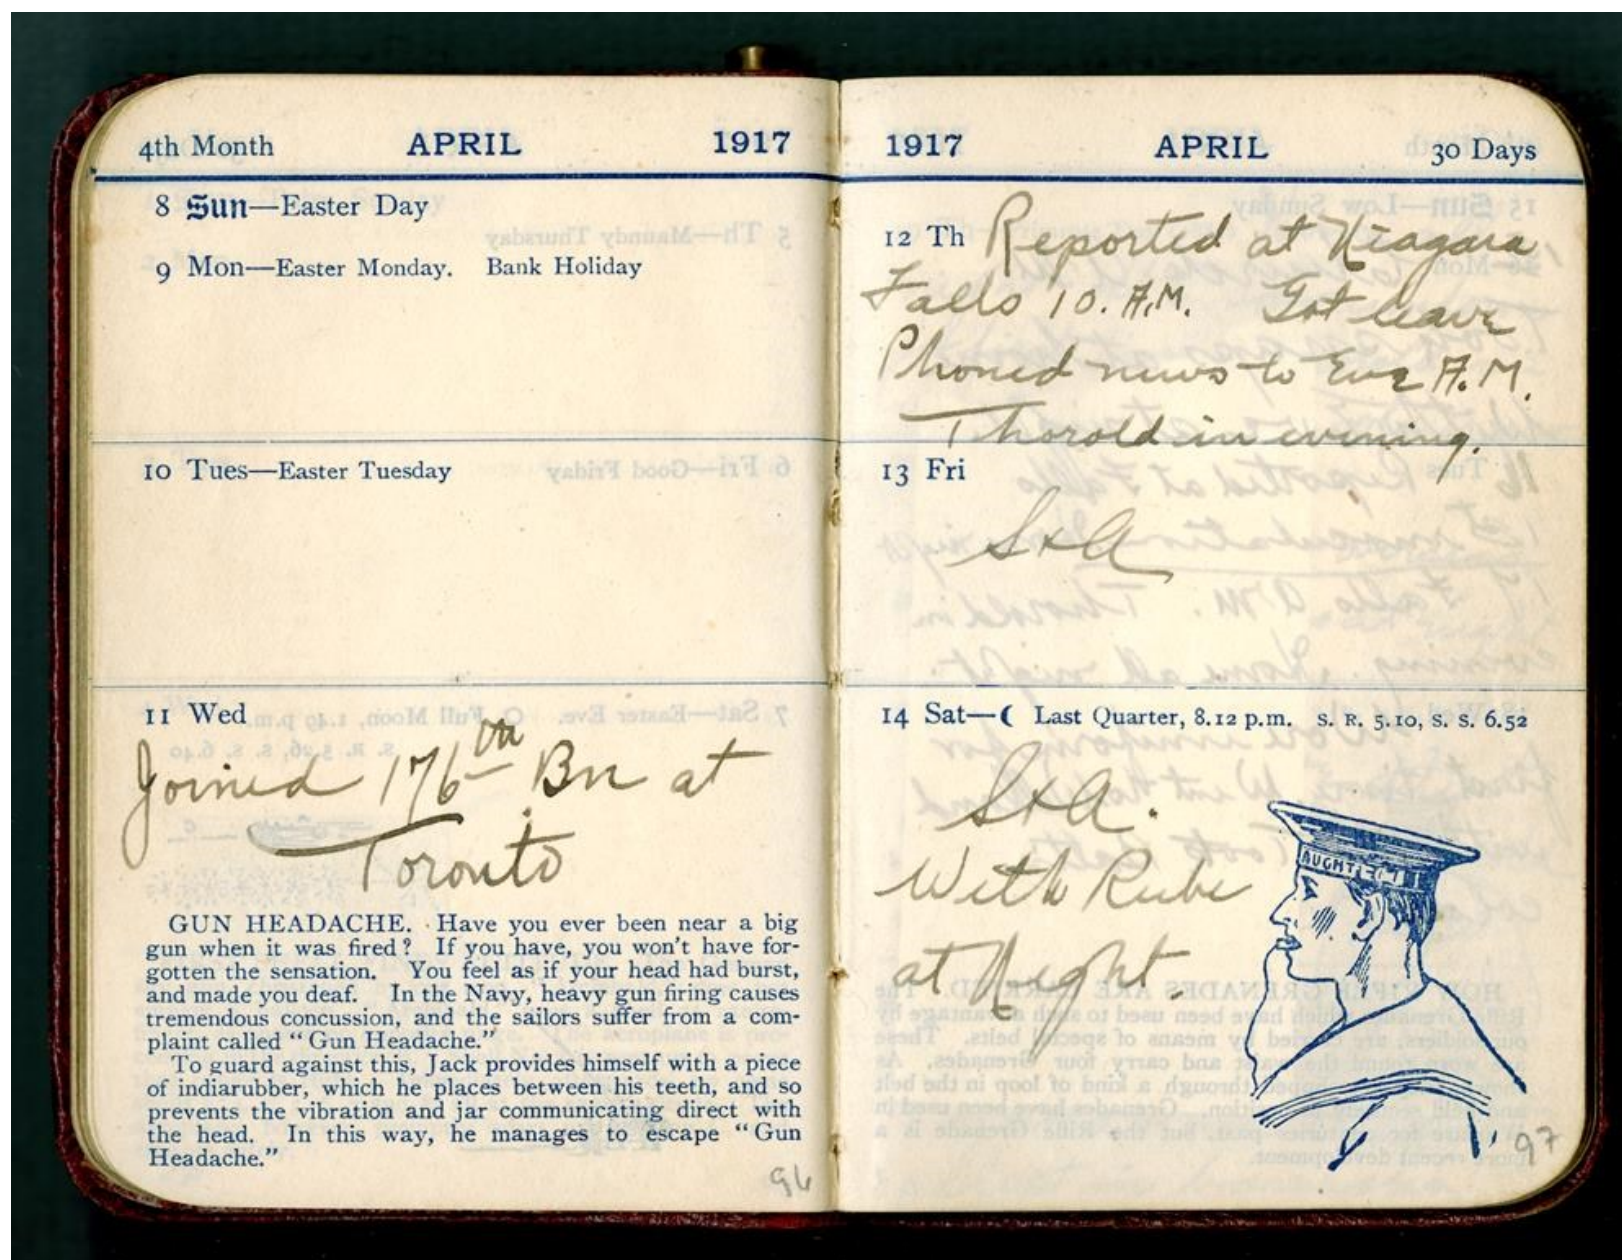 4th Month APRIL 1917
8 Sun—Easter Day
9 Mon—Easter Monday. Bank Holiday
10 Tues—Easter Tuesday
11 Wed
Joined 176th Bn at
Toronto
GUN HEADACHE. Have you ever been near a big
gun when it was fired? If you have, you won't have for-
gotten the sensation. You feel as if your head had burst,
and made you deaf. In the Navy, heavy gun firing causes
tremendous concussion, and the sailors suffer from a com-
plaint called "Gun Headache."
To guard against this, Jack provides himself with a piece
of indiarubber, which he places between his teeth, and so
prevents the vibration and jar communicating direct with
the head. In this way, he manages to escape "Gun
Headache."
96
1917 APRIL 30 Days
12 Th Reported at Niagara
Falls 10. A.M. Got leave
Phoned news to Eve A.M.
Thorold in evening.
13 Fri
StA
14 Sat—☾ Last Quarter, 8.12 p.m. S. R. 5.10, S. S. 6.52
StA.
With Rube
at Night.
97